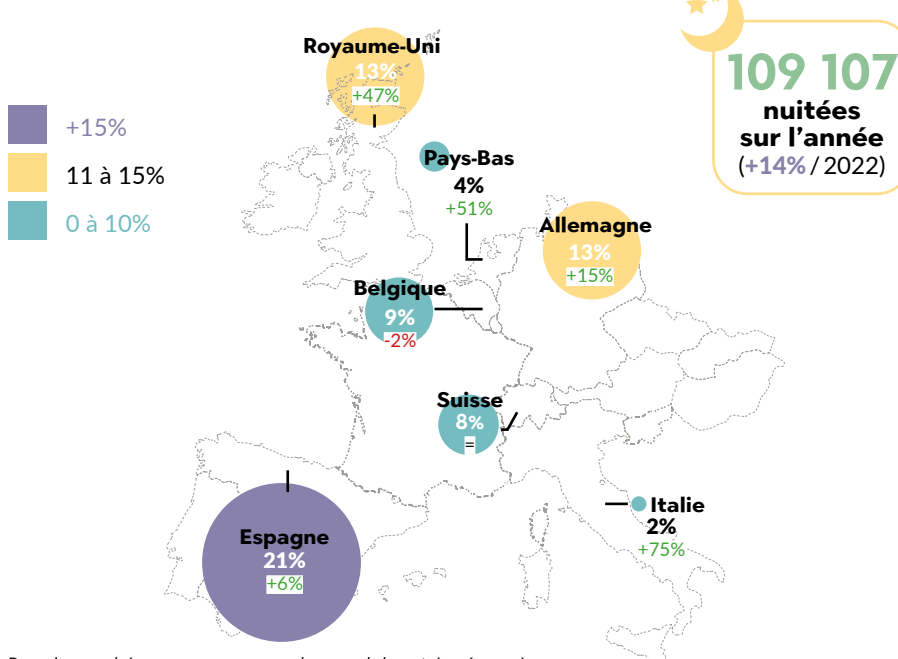 109 107
nuitées
sur l'année
(+14% / 2022)
+15%
11 à 15%
0 à 10%
Royaume-Uni
13%
+47%
Pays-Bas
4%
+51%
Allemagne
13%
+15%
Belgique
9%
-2%
Suisse
8%
=
Italie
2%
+75%
Espagne
21%
+6%